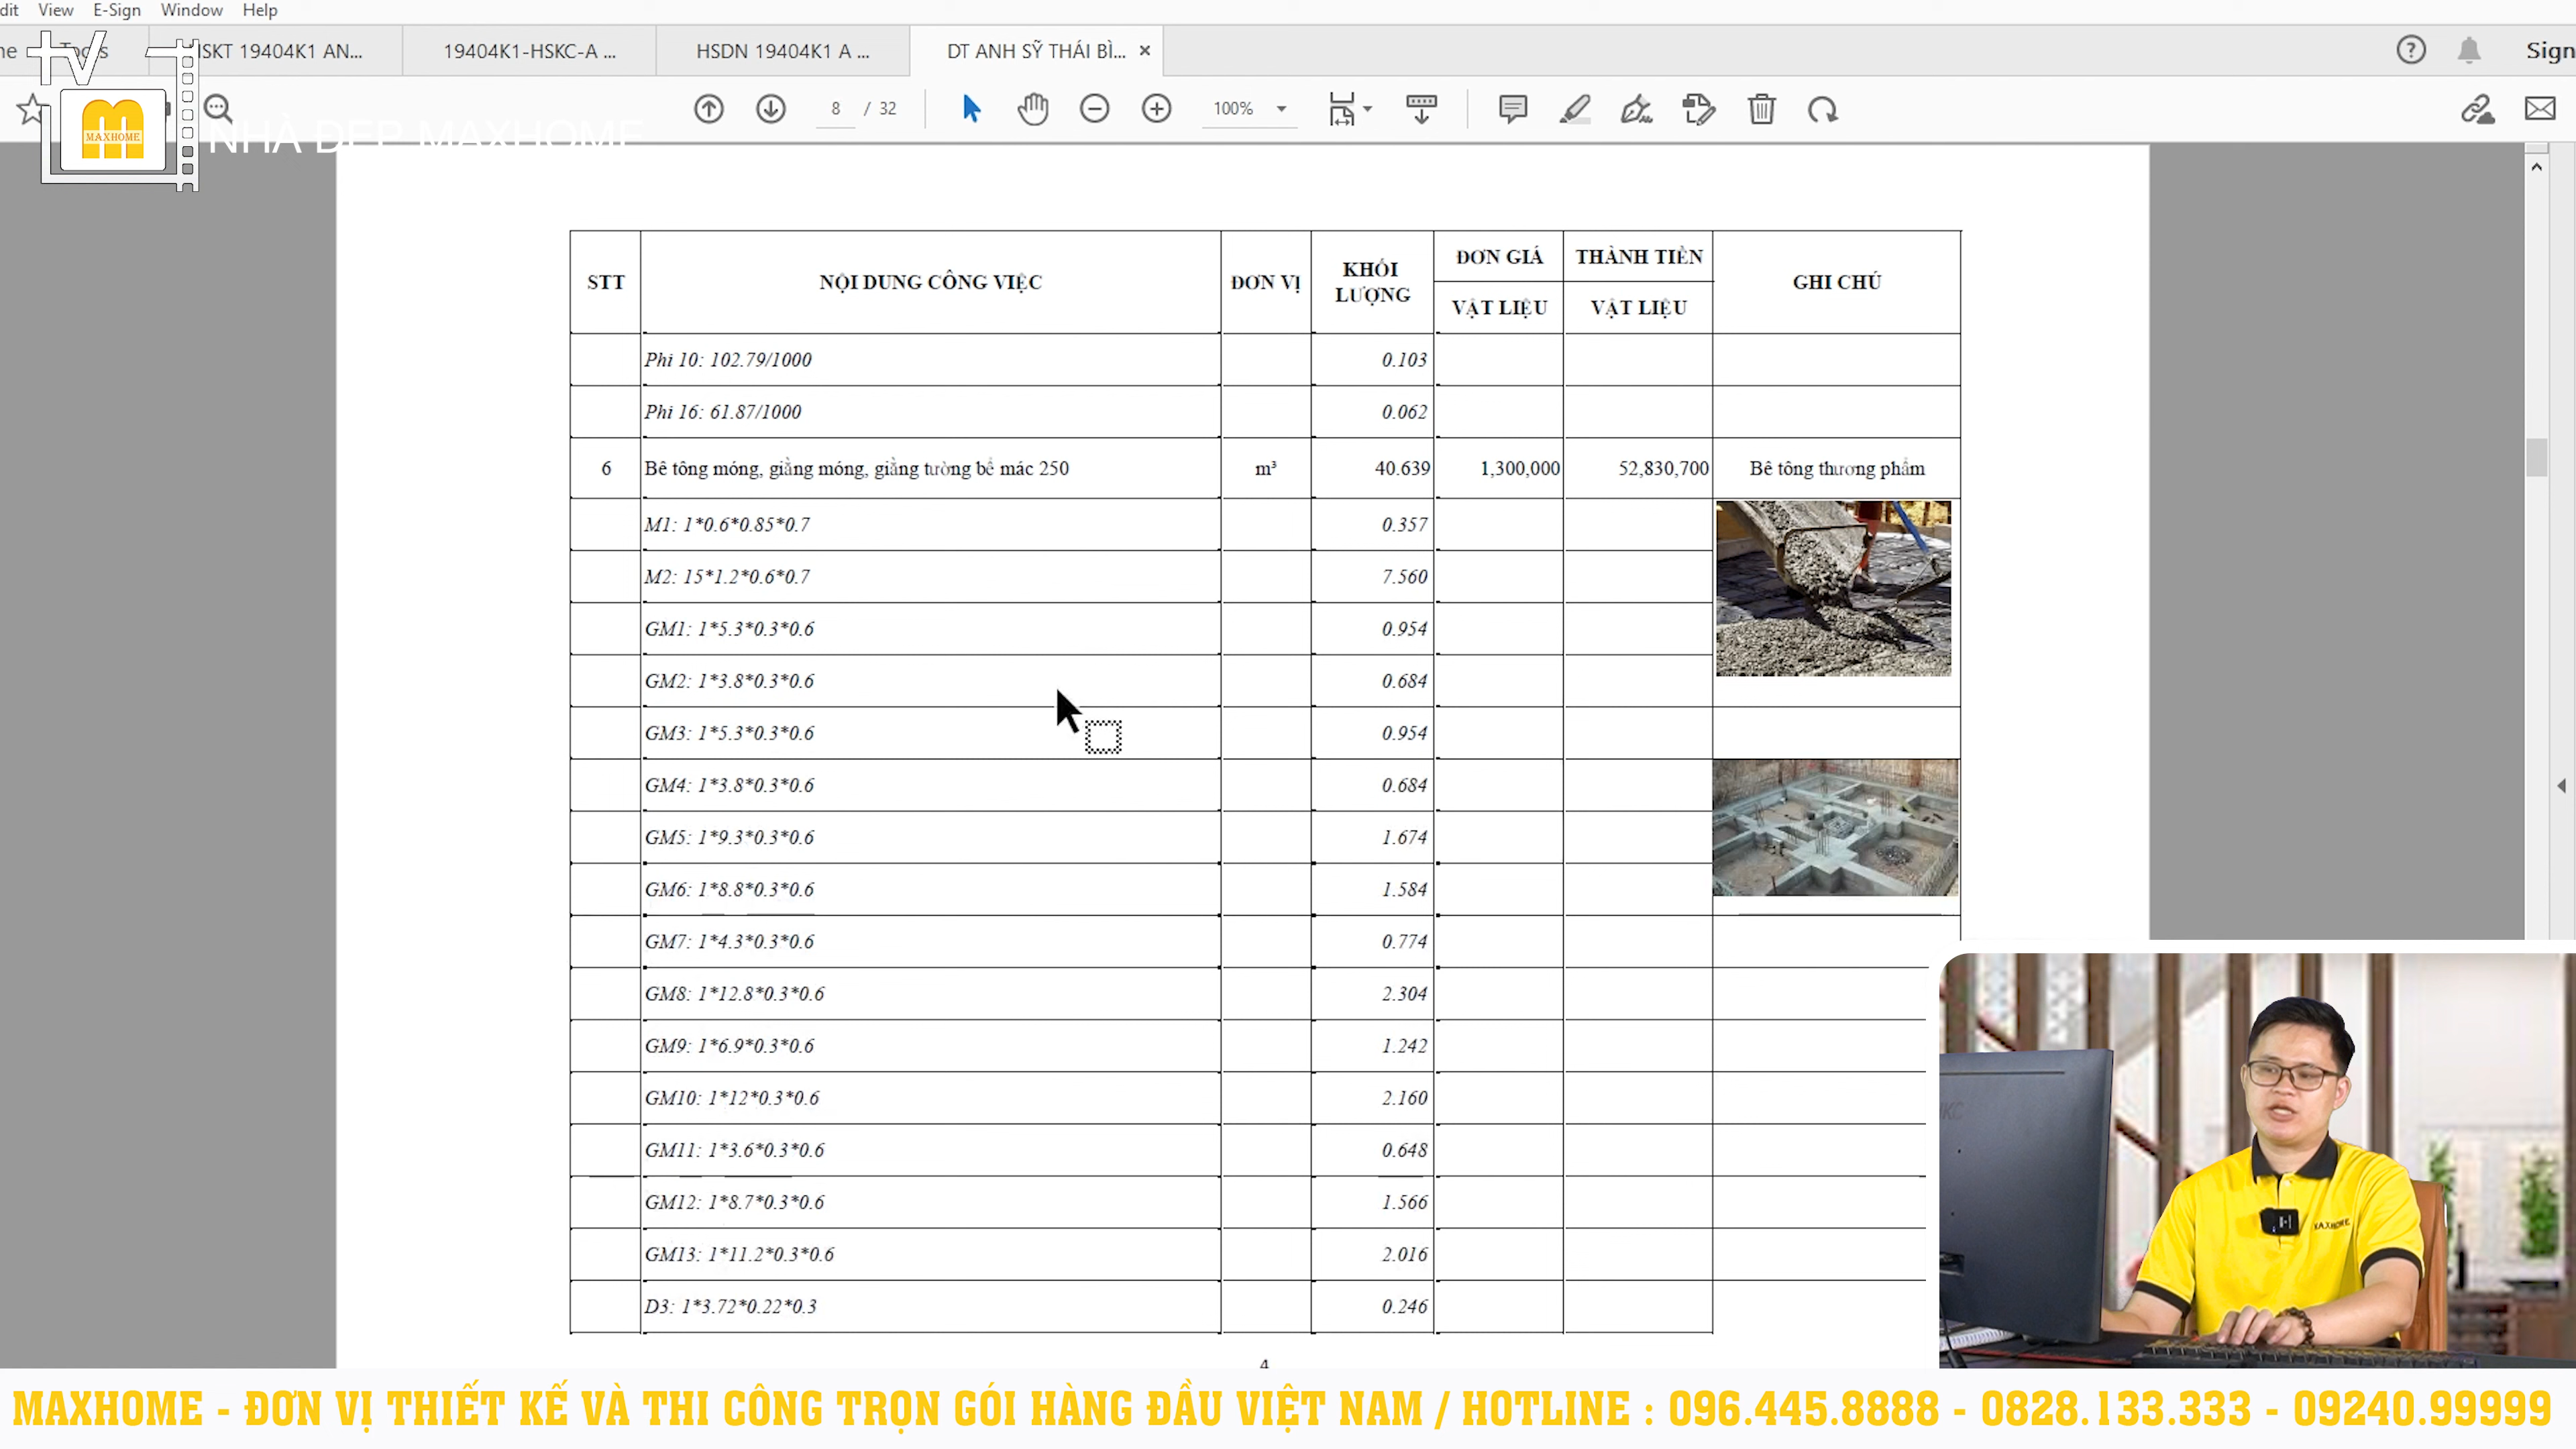 dit View E-Sign Window Help
me Tools HSKT 19404K1 AN... 19404K1-HSKC-A ... HSDN 19404K1 A ... DT ANH SỸ THÁI BÌ... × Sign
8 / 32 100%
TV
MAXHOME
NHÀ ĐẸP MAXHOME
STT NỘI DUNG CÔNG VIỆC ĐƠN VỊ KHỐI LƯỢNG ĐƠN GIÁ THÀNH TIỀN GHI CHÚ
VẬT LIỆU VẬT LIỆU
Phi 10: 102.79/1000 0.103
Phi 16: 61.87/1000 0.062
6 Bê tông móng, giằng móng, giằng tường bể mác 250 m³ 40.639 1,300,000 52,830,700 Bê tông thương phẩm
M1: 1*0.6*0.85*0.7 0.357
M2: 15*1.2*0.6*0.7 7.560
GM1: 1*5.3*0.3*0.6 0.954
GM2: 1*3.8*0.3*0.6 0.684
GM3: 1*5.3*0.3*0.6 0.954
GM4: 1*3.8*0.3*0.6 0.684
GM5: 1*9.3*0.3*0.6 1.674
GM6: 1*8.8*0.3*0.6 1.584
GM7: 1*4.3*0.3*0.6 0.774
GM8: 1*12.8*0.3*0.6 2.304
GM9: 1*6.9*0.3*0.6 1.242
GM10: 1*12*0.3*0.6 2.160
GM11: 1*3.6*0.3*0.6 0.648
GM12: 1*8.7*0.3*0.6 1.566
GM13: 1*11.2*0.3*0.6 2.016
D3: 1*3.72*0.22*0.3 0.246
4
MAXHOME
MAXHOME - ĐƠN VỊ THIẾT KẾ VÀ THI CÔNG TRỌN GÓI HÀNG ĐẦU VIỆT NAM / HOTLINE : 096.445.8888 - 0828.133.333 - 09240.99999